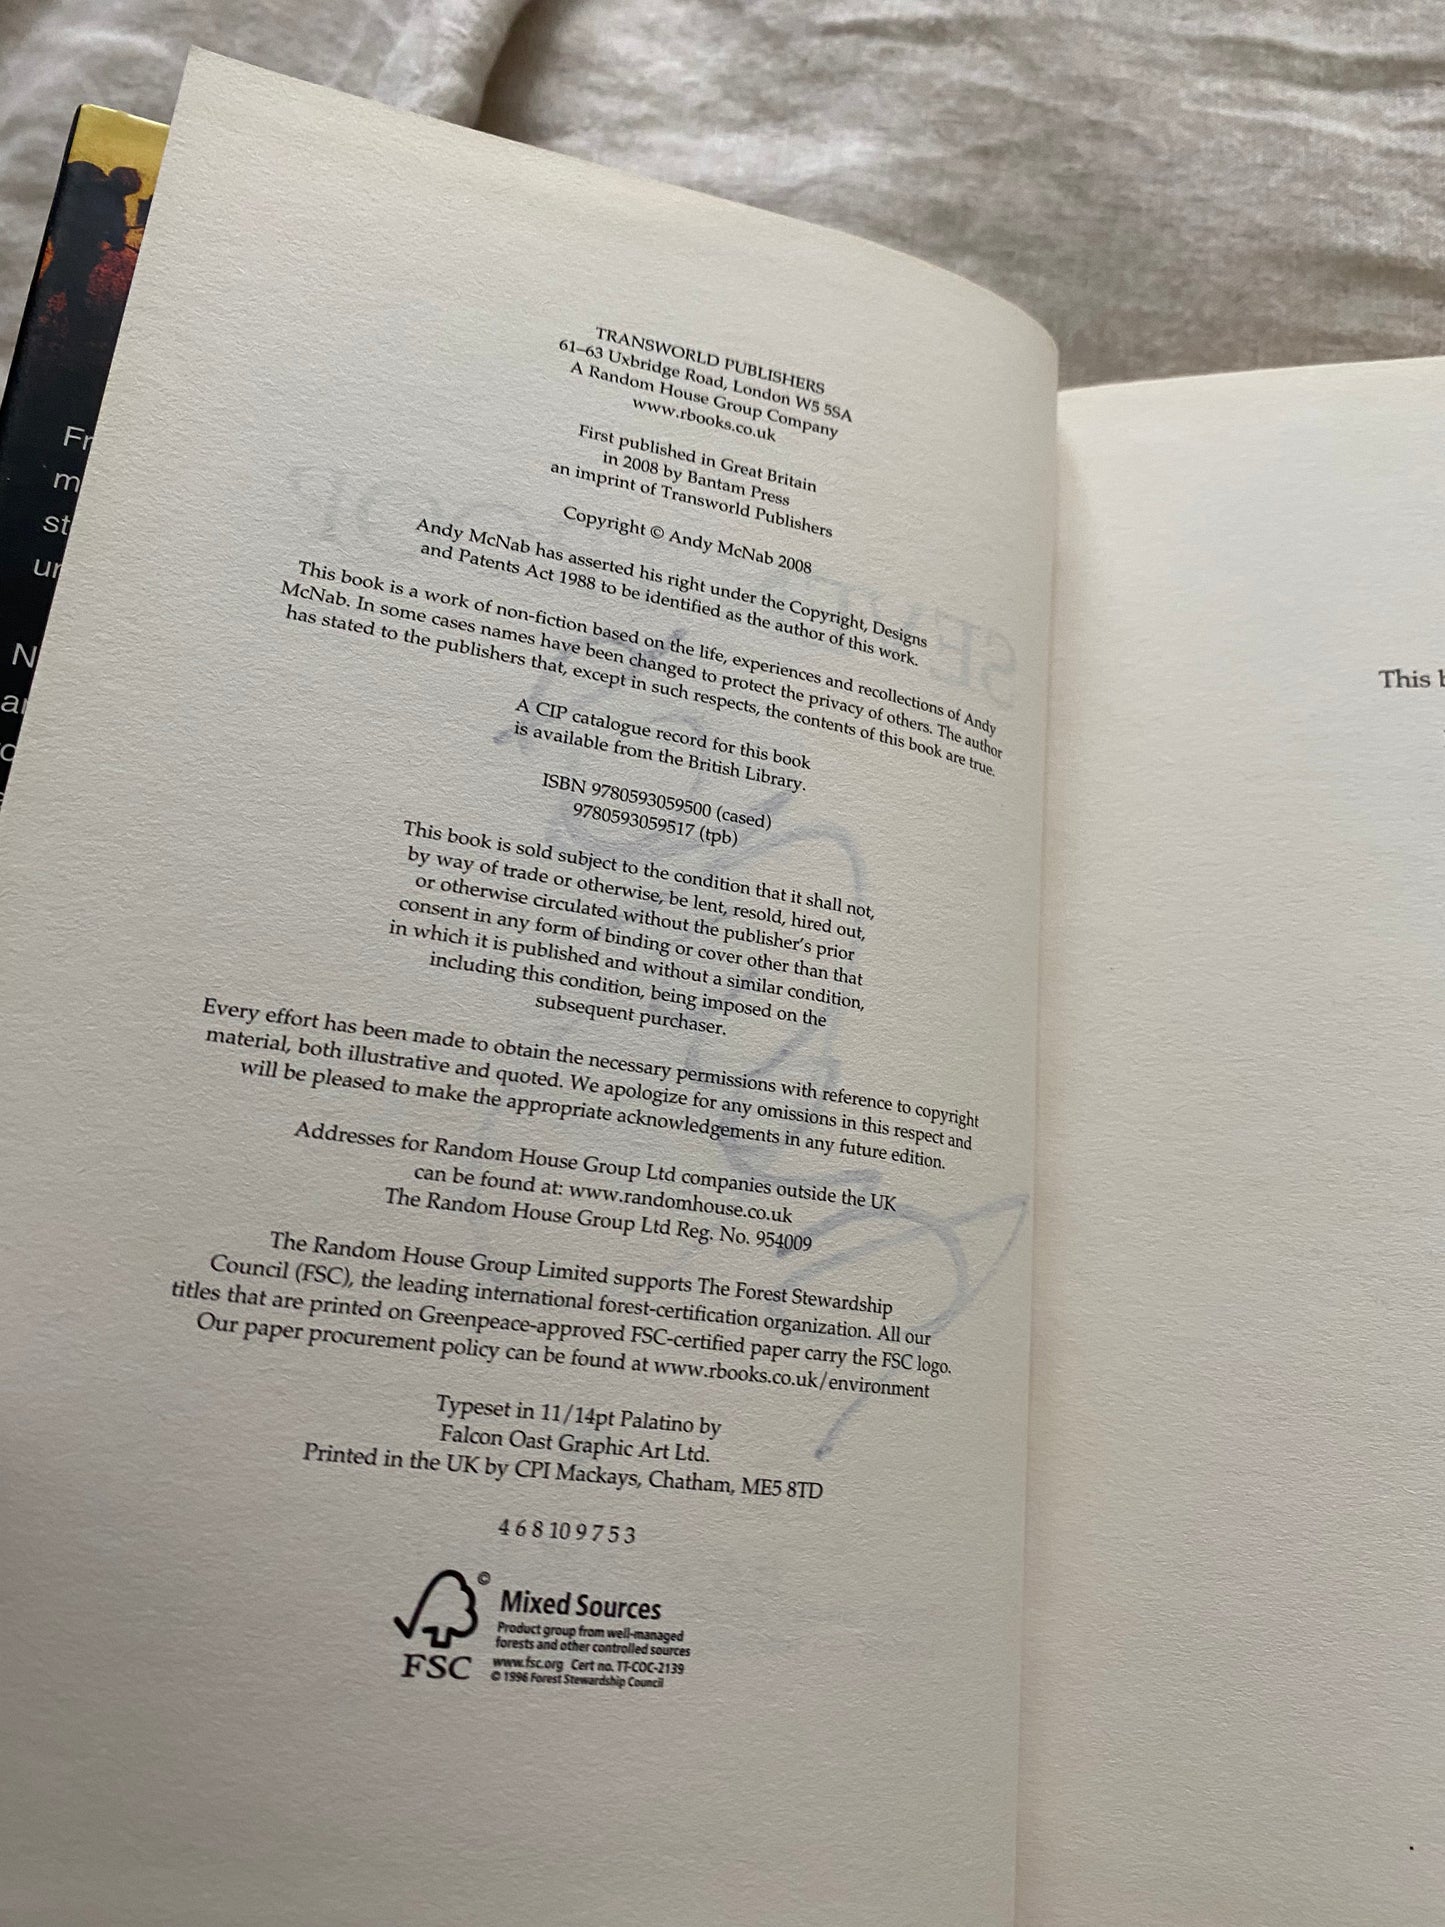 TRANSWORLD PUBLISHERS
61–63 Uxbridge Road, London W5 5SA
A Random House Group Company
www.rbooks.co.uk
First published in Great Britain
in 2008 by Bantam Press
an imprint of Transworld Publishers
Copyright © Andy McNab 2008
Andy McNab has asserted his right under the Copyright, Designs
and Patents Act 1988 to be identified as the author of this work.
This book is a work of non-fiction based on the life, experiences and recollections of Andy
McNab. In some cases names have been changed to protect the privacy of others. The author
has stated to the publishers that, except in such respects, the contents of this book are true.
A CIP catalogue record for this book
is available from the British Library.
ISBN 9780593059500 (cased)
9780593059517 (tpb)
This book is sold subject to the condition that it shall not,
by way of trade or otherwise, be lent, resold, hired out,
or otherwise circulated without the publisher's prior
consent in any form of binding or cover other than that
in which it is published and without a similar condition,
including this condition, being imposed on the
subsequent purchaser.
Every effort has been made to obtain the necessary permissions with reference to copyright
material, both illustrative and quoted. We apologize for any omissions in this respect and
will be pleased to make the appropriate acknowledgements in any future edition.
Addresses for Random House Group Ltd companies outside the UK
can be found at: www.randomhouse.co.uk
The Random House Group Ltd Reg. No. 954009
The Random House Group Limited supports The Forest Stewardship
Council (FSC), the leading international forest-certification organization. All our
titles that are printed on Greenpeace-approved FSC-certified paper carry the FSC logo.
Our paper procurement policy can be found at www.rbooks.co.uk/environment
Typeset in 11/14pt Palatino by
Falcon Oast Graphic Art Ltd.
Printed in the UK by CPI Mackays, Chatham, ME5 8TD
4 6 8 10 9 7 5 3
©
Mixed Sources
Product group from well-managed
forests and other controlled sources
www.fsc.org Cert no. TT-COC-2139
© 1996 Forest Stewardship Council
FSC
This b
Fr
m
st
ur
N